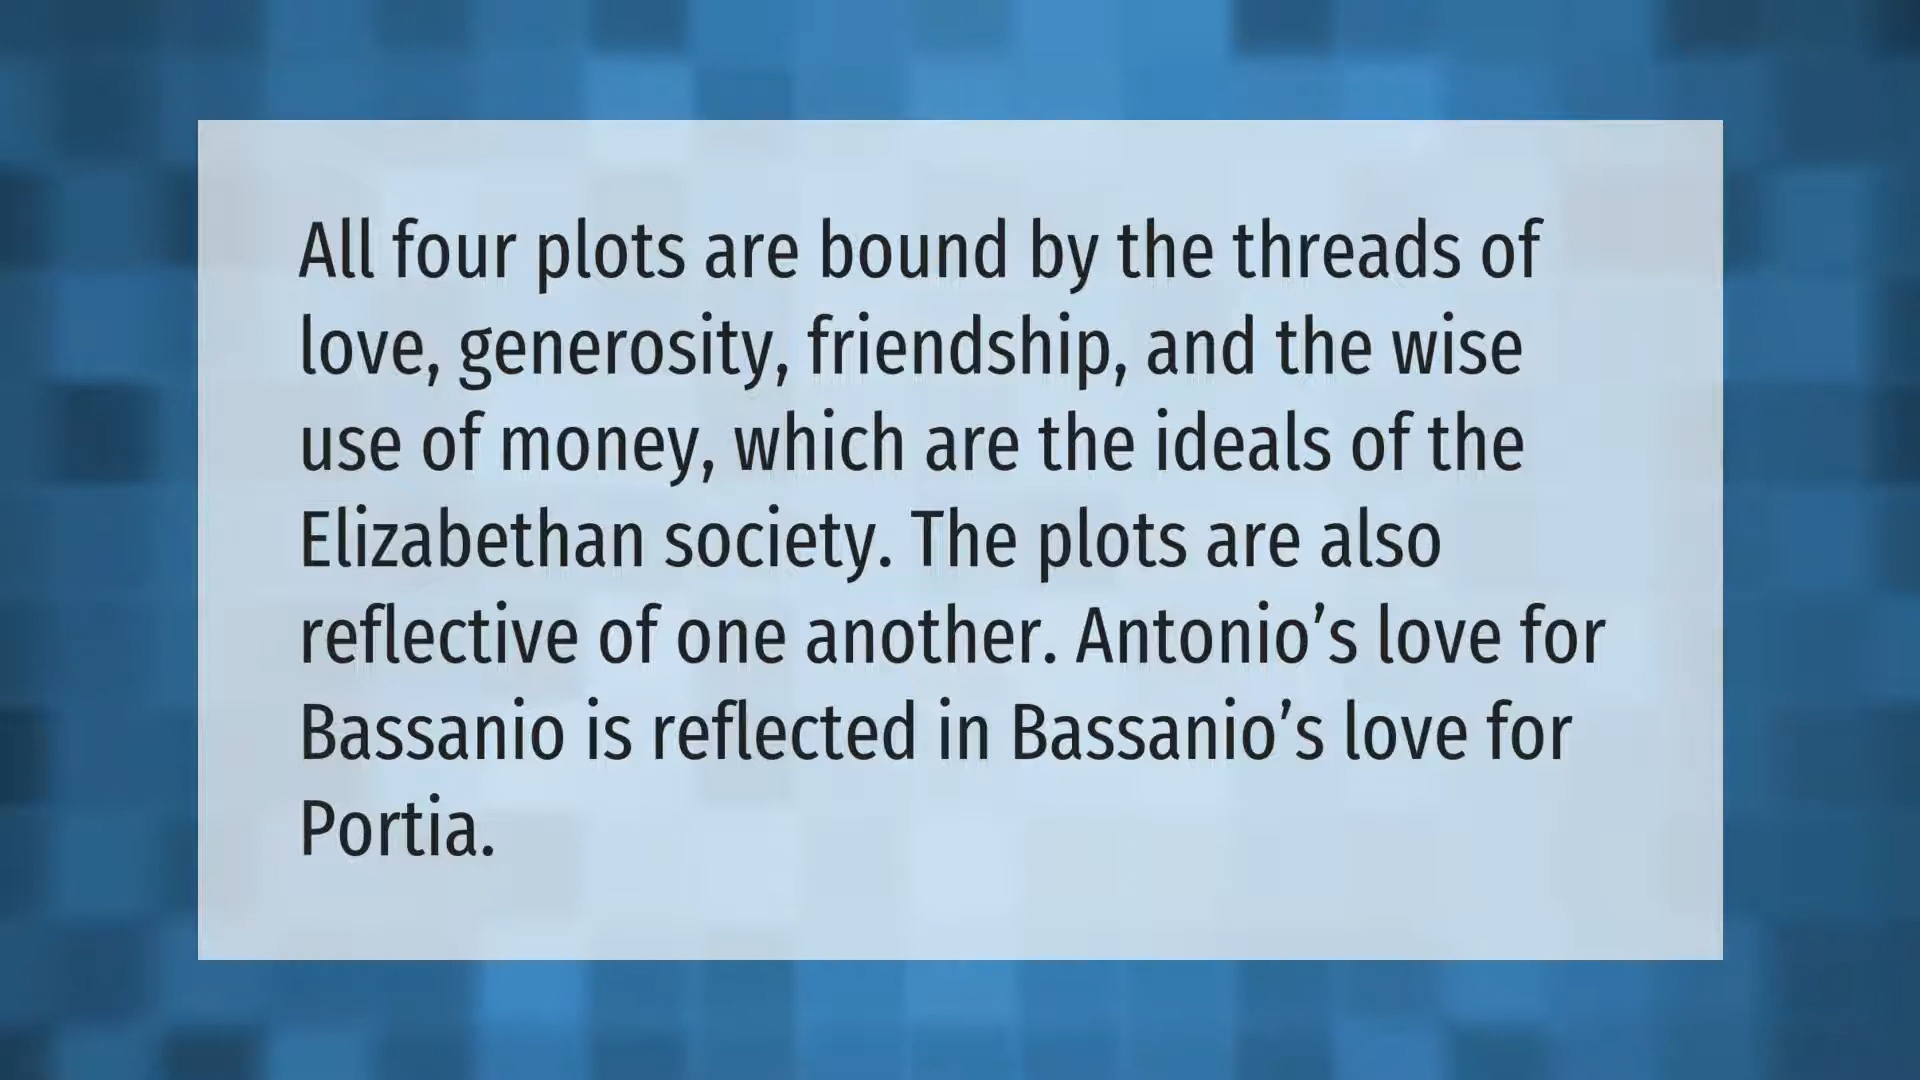 All four plots are bound by the threads of
love, generosity, friendship, and the wise
use of money, which are the ideals of the
Elizabethan society. The plots are also
reflective of one another. Antonio’s love for
Bassanio is reflected in Bassanio’s love for
Portia.